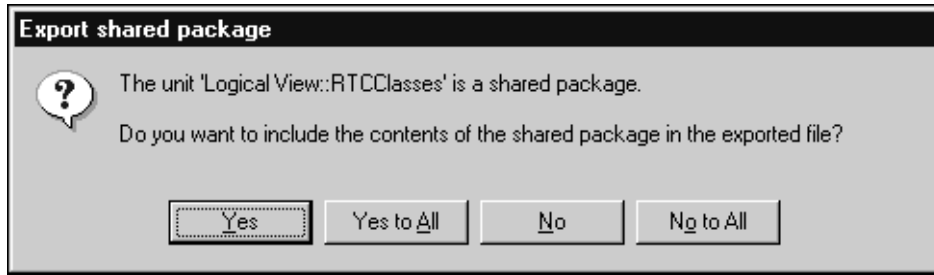 Export shared package
The unit 'Logical View::RTCClasses' is a shared package.
Do you want to include the contents of the shared package in the exported file?
Yes
Yes to All
No
No to All